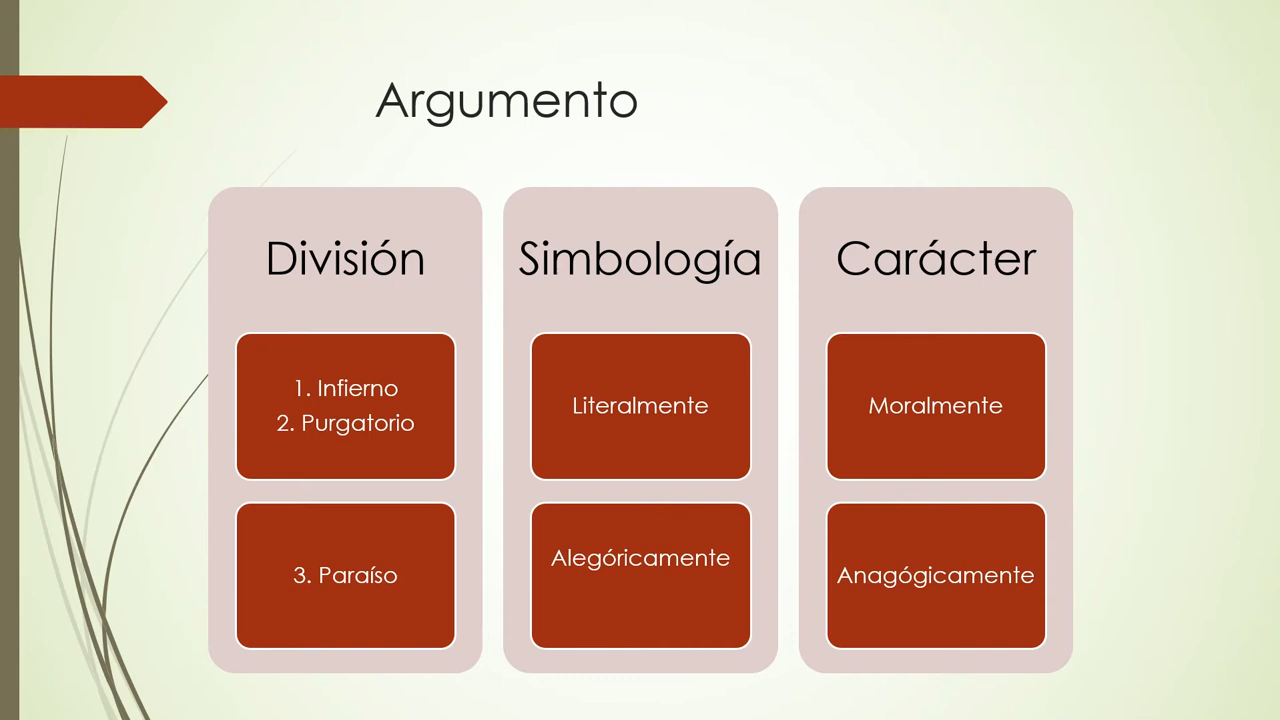 Argumento
División
1. Infierno
2. Purgatorio
3. Paraíso
Simbología
Literalmente
Alegóricamente
Carácter
Moralmente
Anagógicamente